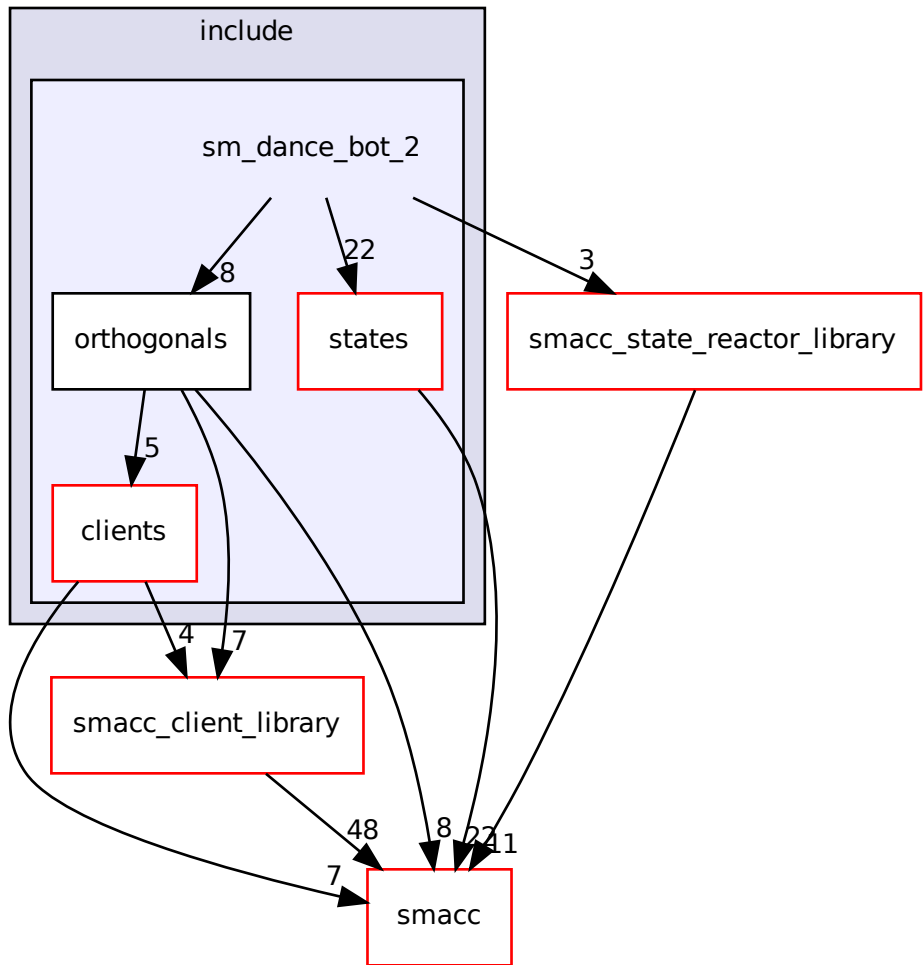 include
sm_dance_bot_2
8
22
3
orthogonals
states
smacc_state_reactor_library
5
clients
4
7
smacc_client_library
48
8
22
11
7
smacc